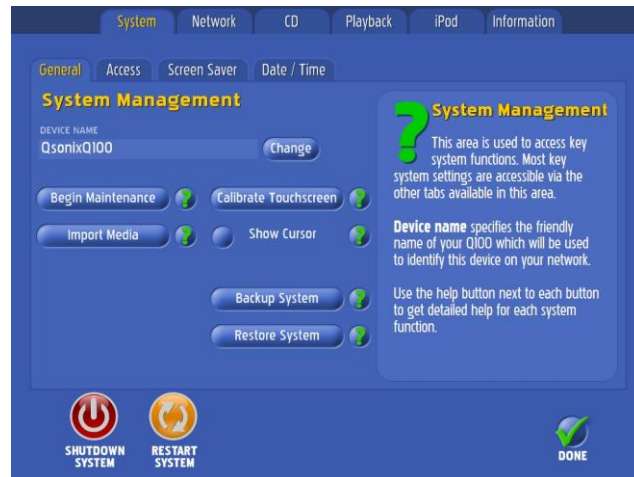 System Network CD Playback iPod Information
General Access Screen Saver Date / Time
System Management
DEVICE NAME
QsonixQ100
Change
Begin Maintenance ? Calibrate Touchscreen ?
Import Media ? Show Cursor ?
Backup System ?
Restore System ?
? System Management
This area is used to access key
system functions. Most key
system settings are accessible via the
other tabs available in this area.
Device name specifies the friendly
name of your Q100 which will be used
to identify this device on your network.
Use the help button next to each button
to get detailed help for each system
function.
SHUTDOWN
SYSTEM
RESTART
SYSTEM
DONE